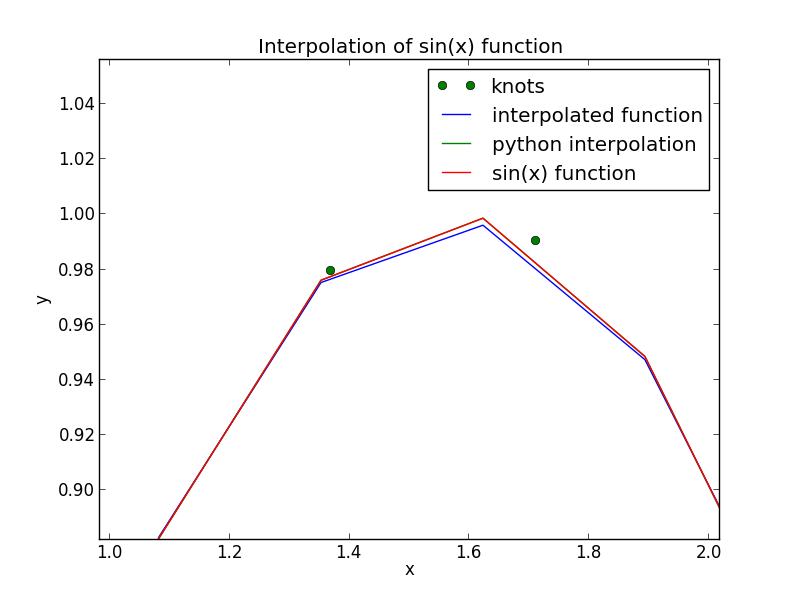 Interpolation of sin(x) function
knots
interpolated function
python interpolation
sin(x) function
1.04
1.02
1.00
0.98
0.96
0.94
0.92
0.90
y
1.0 1.2 1.4 1.6 1.8 2.0
x